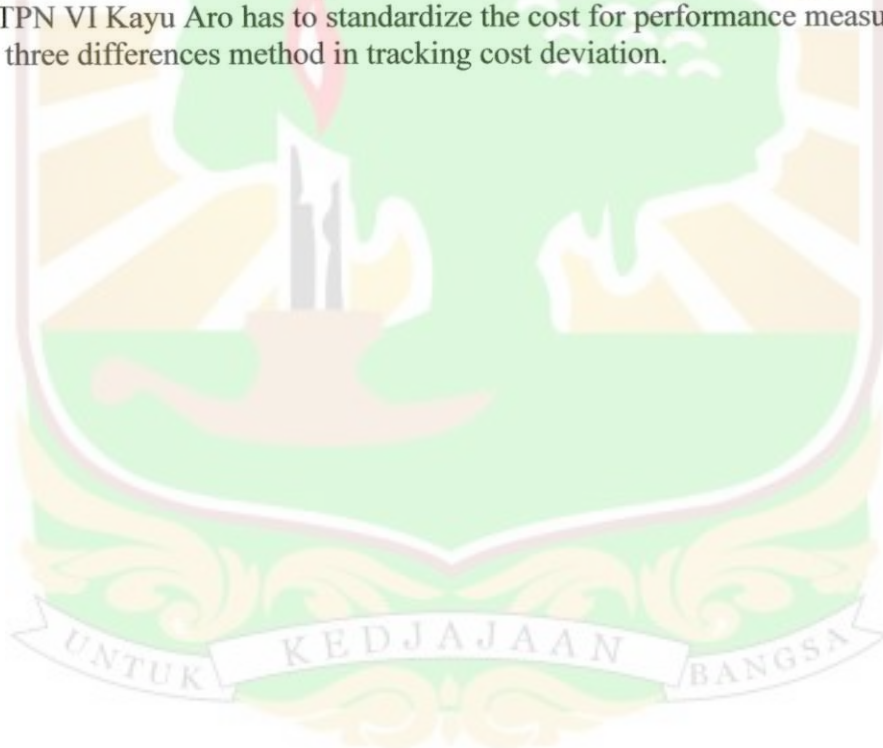 TPN VI Kayu Aro has to standardize the cost for performance measu
three differences method in tracking cost deviation.
UNTUK KEDJAJAAN BANGSA